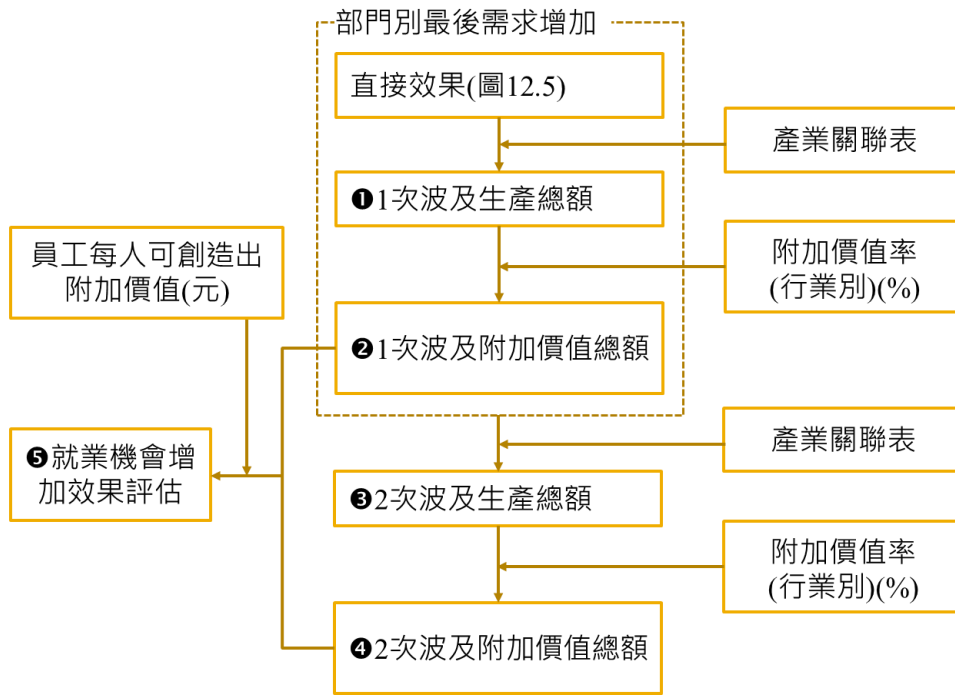 部門別最後需求增加
直接效果(圖12.5)
產業關聯表
❶1次波及生產總額
員工每人可創造出
附加價值(元)
附加價值率
(行業別)(%)
❷1次波及附加價值總額
產業關聯表
❺就業機會增
加效果評估
❸2次波及生產總額
附加價值率
(行業別)(%)
❹2次波及附加價值總額